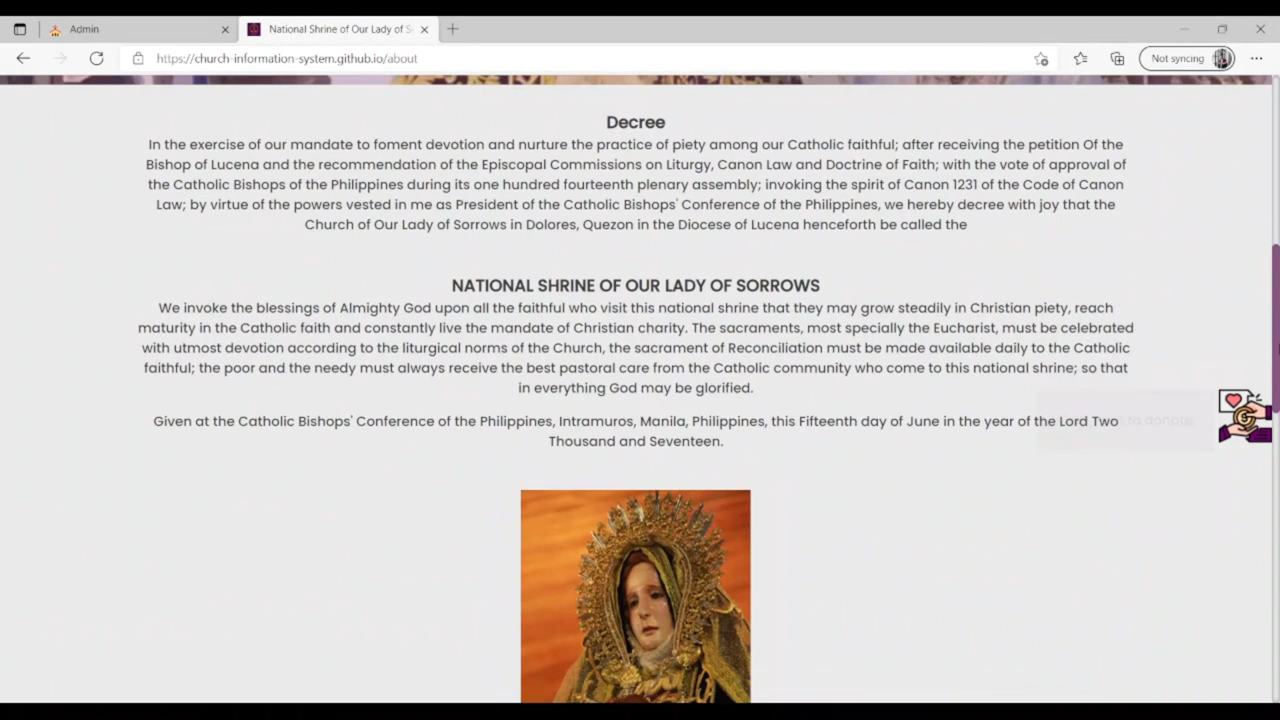 Admin
National Shrine of Our Lady of S
https://church-information-system.github.io/about
Not syncing
Decree
In the exercise of our mandate to foment devotion and nurture the practice of piety among our Catholic faithful; after receiving the petition Of the
Bishop of Lucena and the recommendation of the Episcopal Commissions on Liturgy, Canon Law and Doctrine of Faith; with the vote of approval of
the Catholic Bishops of the Philippines during its one hundred fourteenth plenary assembly; invoking the spirit of Canon 1231 of the Code of Canon
Law; by virtue of the powers vested in me as President of the Catholic Bishops' Conference of the Philippines, we hereby decree with joy that the
Church of Our Lady of Sorrows in Dolores, Quezon in the Diocese of Lucena henceforth be called the
NATIONAL SHRINE OF OUR LADY OF SORROWS
We invoke the blessings of Almighty God upon all the faithful who visit this national shrine that they may grow steadily in Christian piety, reach
maturity in the Catholic faith and constantly live the mandate of Christian charity. The sacraments, most specially the Eucharist, must be celebrated
with utmost devotion according to the liturgical norms of the Church, the sacrament of Reconciliation must be made available daily to the Catholic
faithful; the poor and the needy must always receive the best pastoral care from the Catholic community who come to this national shrine; so that
in everything God may be glorified.
Given at the Catholic Bishops' Conference of the Philippines, Intramuros, Manila, Philippines, this Fifteenth day of June in the year of the Lord Two
Thousand and Seventeen.
to donate